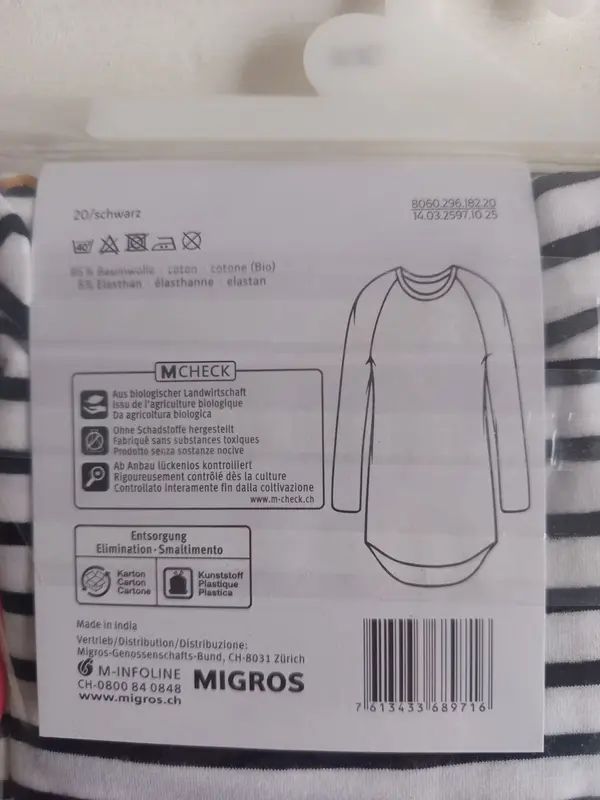 20/schwarz
8060.296.182.20
14.03.2597.10.25
40°
95% Baumwolle · coton · cotone (Bio)
5% Elasthan · élasthanne · elastan
M CHECK
Aus biologischer Landwirtschaft
Issu de l'agriculture biologique
Da agricoltura biologica
Ohne Schadstoffe hergestellt
Fabriqué sans substances toxiques
Prodotto senza sostanze nocive
Ab Anbau lückenlos kontrolliert
Rigoureusement contrôlé dès la culture
Controllato interamente fin dalla coltivazione
www.m-check.ch
Entsorgung
Elimination · Smaltimento
Karton
Carton
Cartone
Kunststoff
Plastique
Plastica
Made in India
Vertrieb/Distribution/Distribuzione:
Migros-Genossenschafts-Bund, CH-8031 Zürich
M-INFOLINE
CH-0800 84 0848
www.migros.ch
MIGROS
7 613433 689716